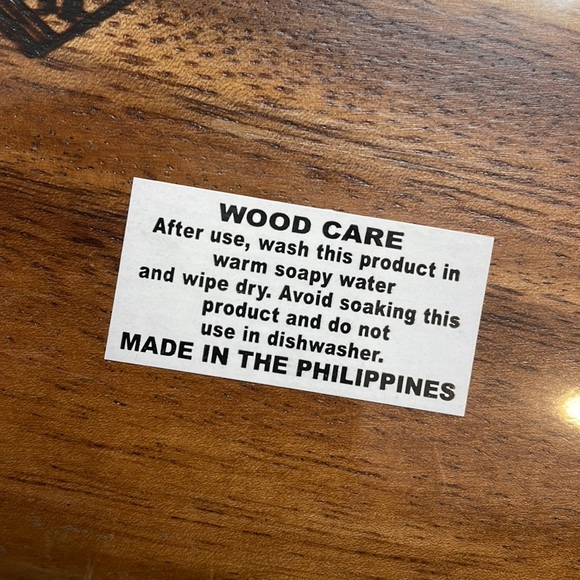 WOOD CARE
After use, wash this product in
warm soapy water
and wipe dry. Avoid soaking this
product and do not
use in dishwasher.
MADE IN THE PHILIPPINES